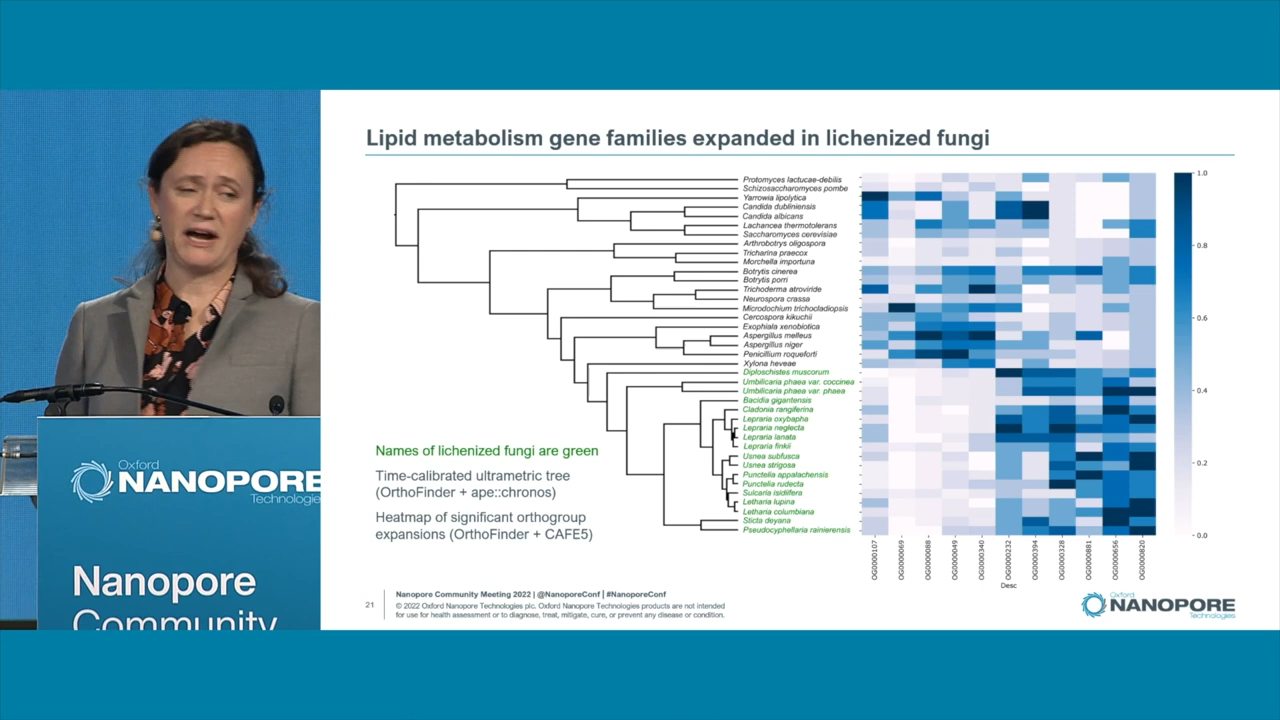 Lipid metabolism gene families expanded in lichenized fungi
Protomyces lactucae-debilis
Schizosaccharomyces pombe
Yarrowia lipolytica
Candida dubliniensis
Candida albicans
Lachancea thermotolerans
Saccharomyces cerevisiae
Arthrobotrys oligospora
Tricharina praecox
Morchella importuna
Botrytis cinerea
Botrytis porri
Trichoderma atroviride
Neurospora crassa
Microdochium trichocladiopsis
Cercospora kikuchii
Exophiala xenobiotica
Aspergillus melleus
Aspergillus niger
Penicillium roqueforti
Xylona heveae
Diploschistes muscorum
Umbilicaria phaea var. coccinea
Umbilicaria phaea var. phaea
Bacidia gigantensis
Cladonia rangiferina
Lepraria oxybapha
Lepraria neglecta
Lepraria lanata
Lepraria finkii
Usnea subfusca
Usnea strigosa
Punctelia appalachensis
Punctelia rudecta
Sulcaria isidiifera
Letharia lupina
Letharia columbiana
Sticta deyana
Pseudocyphellaria rainierensis
1.0
0.8
0.6
0.4
0.2
0.0
OG0000107
OG0000069
OG0000088
OG0000049
OG0000340
OG0000232
OG0000394
OG0000328
OG0000881
OG0000656
OG0000820
Desc
Names of lichenized fungi are green
Time-calibrated ultrametric tree
(OrthoFinder + ape::chronos)
Heatmap of significant orthogroup
expansions (OrthoFinder + CAFE5)
21
Nanopore Community Meeting 2022 | @NanoporeConf | #NanoporeConf
© 2022 Oxford Nanopore Technologies plc. Oxford Nanopore Technologies products are not intended
for use for health assessment or to diagnose, treat, mitigate, cure, or prevent any disease or condition.
Oxford
NANOPORE
Technologies
Oxford
NANOPORE
Technologies
Nanopore
Community